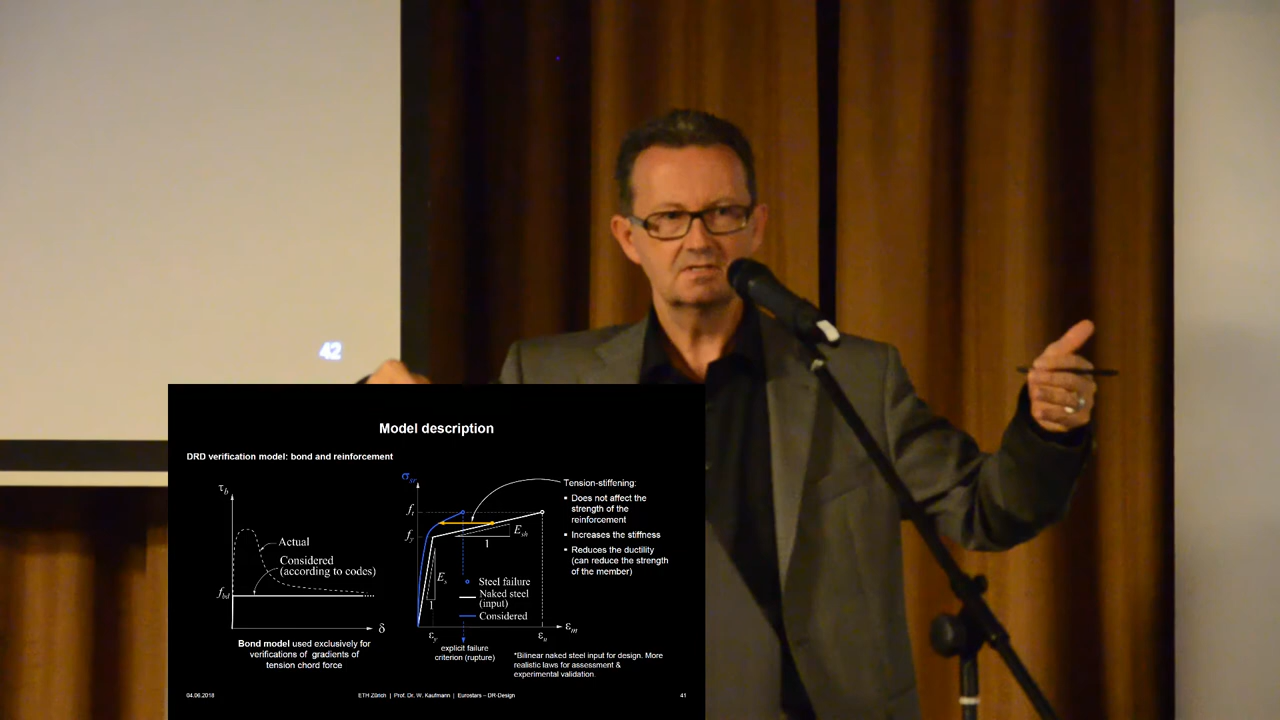 42
Model description
DRD verification model: bond and reinforcement
τb
Actual
Considered
(according to codes)
fbd
δ
Bond model used exclusively for
verifications of gradients of
tension chord force
σsr
ft
fy
Esh
1
Es
1
Steel failure
Naked steel
(input)
Considered
εy
εu
εm
explicit failure
criterion (rupture)
Tension-stiffening:
▪ Does not affect the
strength of the
reinforcement
▪ Increases the stiffness
▪ Reduces the ductility
(can reduce the strength
of the member)
*Bilinear naked steel input for design. More
realistic laws for assessment &
experimental validation.
04.06.2018
ETH Zürich | Prof. Dr. W. Kaufmann | Eurostars – DR-Design
41